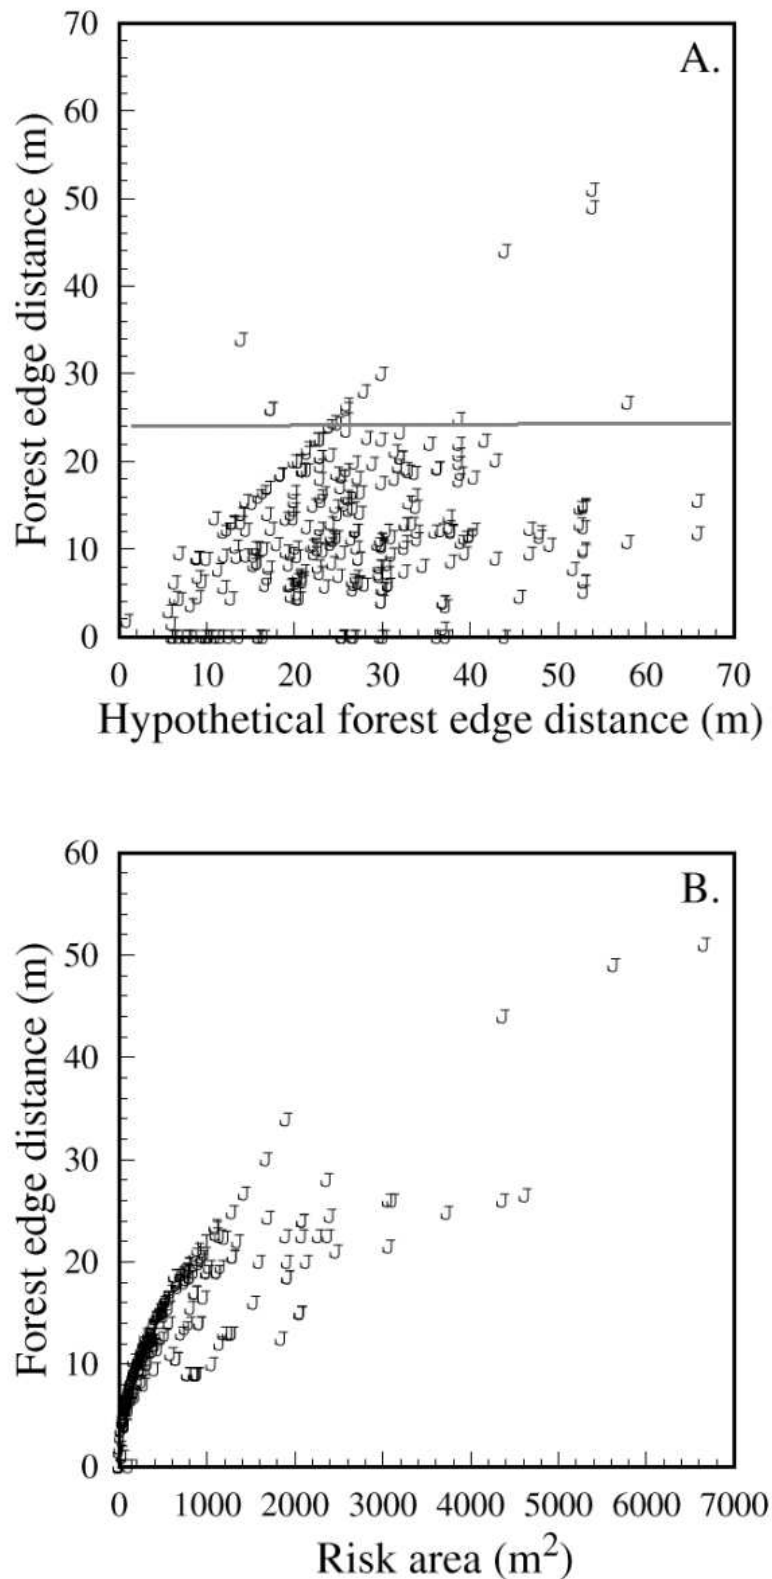 70
A.
60
50
40
30
20
10
0
Forest edge distance (m)
0 10 20 30 40 50 60 70
Hypothetical forest edge distance (m)
60
B.
50
40
30
20
10
0
Forest edge distance (m)
0 1000 2000 3000 4000 5000 6000 7000
Risk area (m²)